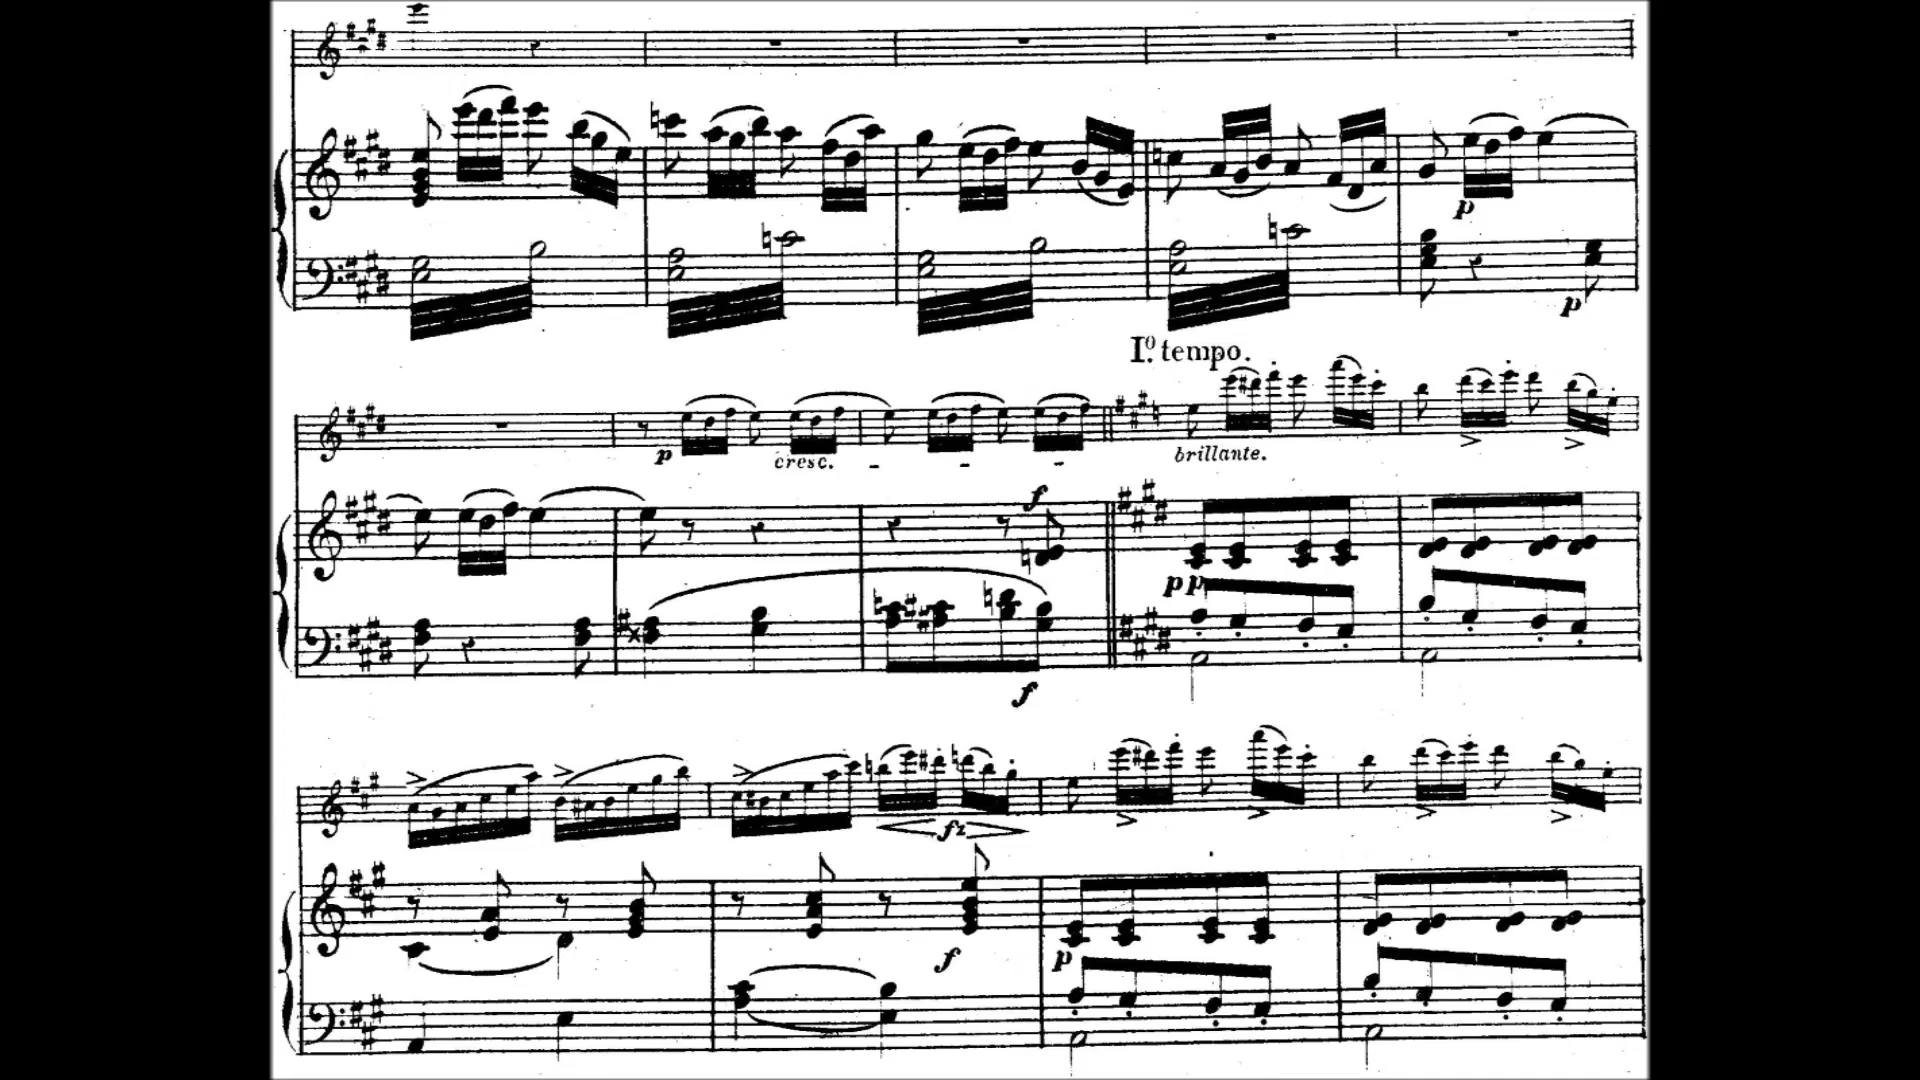 p
p
I.º tempo.
p
cresc. - - -
brillante.
f
pp
f
fz
f
p